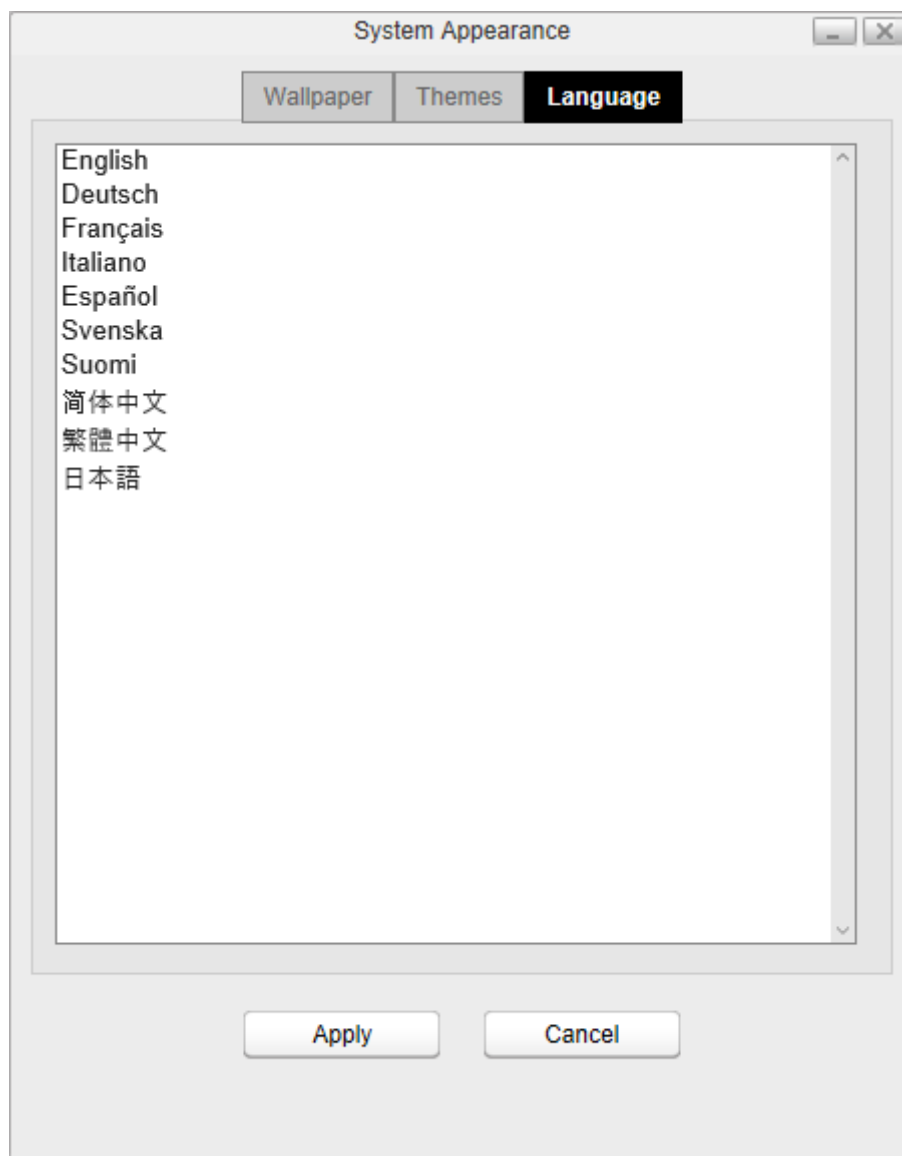 System Appearance
Wallpaper Themes Language
English
Deutsch
Français
Italiano
Español
Svenska
Suomi
简体中文
繁體中文
日本語
Apply Cancel